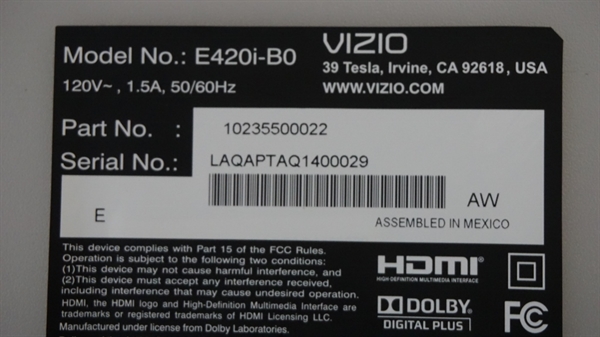 Model No.: E420i-B0
VIZIO
120V~, 1.5A, 50/60Hz
39 Tesla, Irvine, CA 92618, USA
WWW.VIZIO.COM
Part No. : 10235500022
Serial No.: LAQAPTAQ1400029
E
AW
ASSEMBLED IN MEXICO
This device complies with Part 15 of the FCC Rules.
Operation is subject to the following two conditions:
(1)This device may not cause harmful interference, and
(2)This device must accept any interference received,
including interference that may cause undesired operation.
HDMI, the HDMI logo and High-Definition Multimedia Interface are
trademarks or registered trademarks of HDMI Licensing LLC.
Manufactured under license from Dolby Laboratories.
HDMI
HIGH-DEFINITION MULTIMEDIA INTERFACE
DOLBY
DIGITAL PLUS
FC